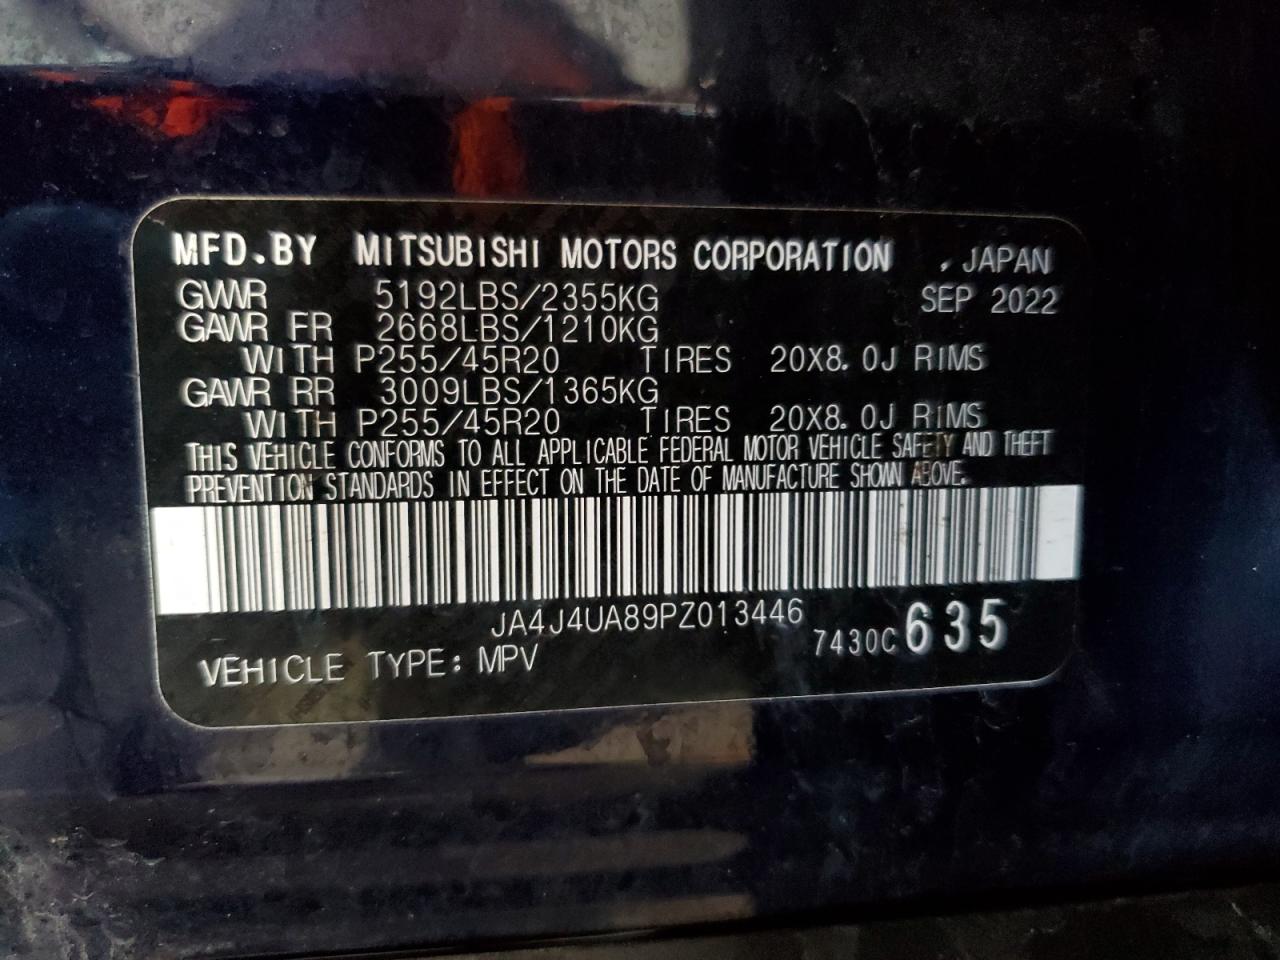 MFD.BY MITSUBISHI MOTORS CORPORATION , JAPAN
GVWR 5192LBS/2355KG SEP 2022
GAWR FR 2668LBS/1210KG
WITH P255/45R20 TIRES 20X8.0J RIMS
GAWR RR 3009LBS/1365KG
WITH P255/45R20 TIRES 20X8.0J RIMS
THIS VEHICLE CONFORMS TO ALL APPLICABLE FEDERAL MOTOR VEHICLE SAFETY AND THEFT
PREVENTION STANDARDS IN EFFECT ON THE DATE OF MANUFACTURE SHOWN ABOVE.
JA4J4UA89PZ013446
7430C 635
VEHICLE TYPE: MPV